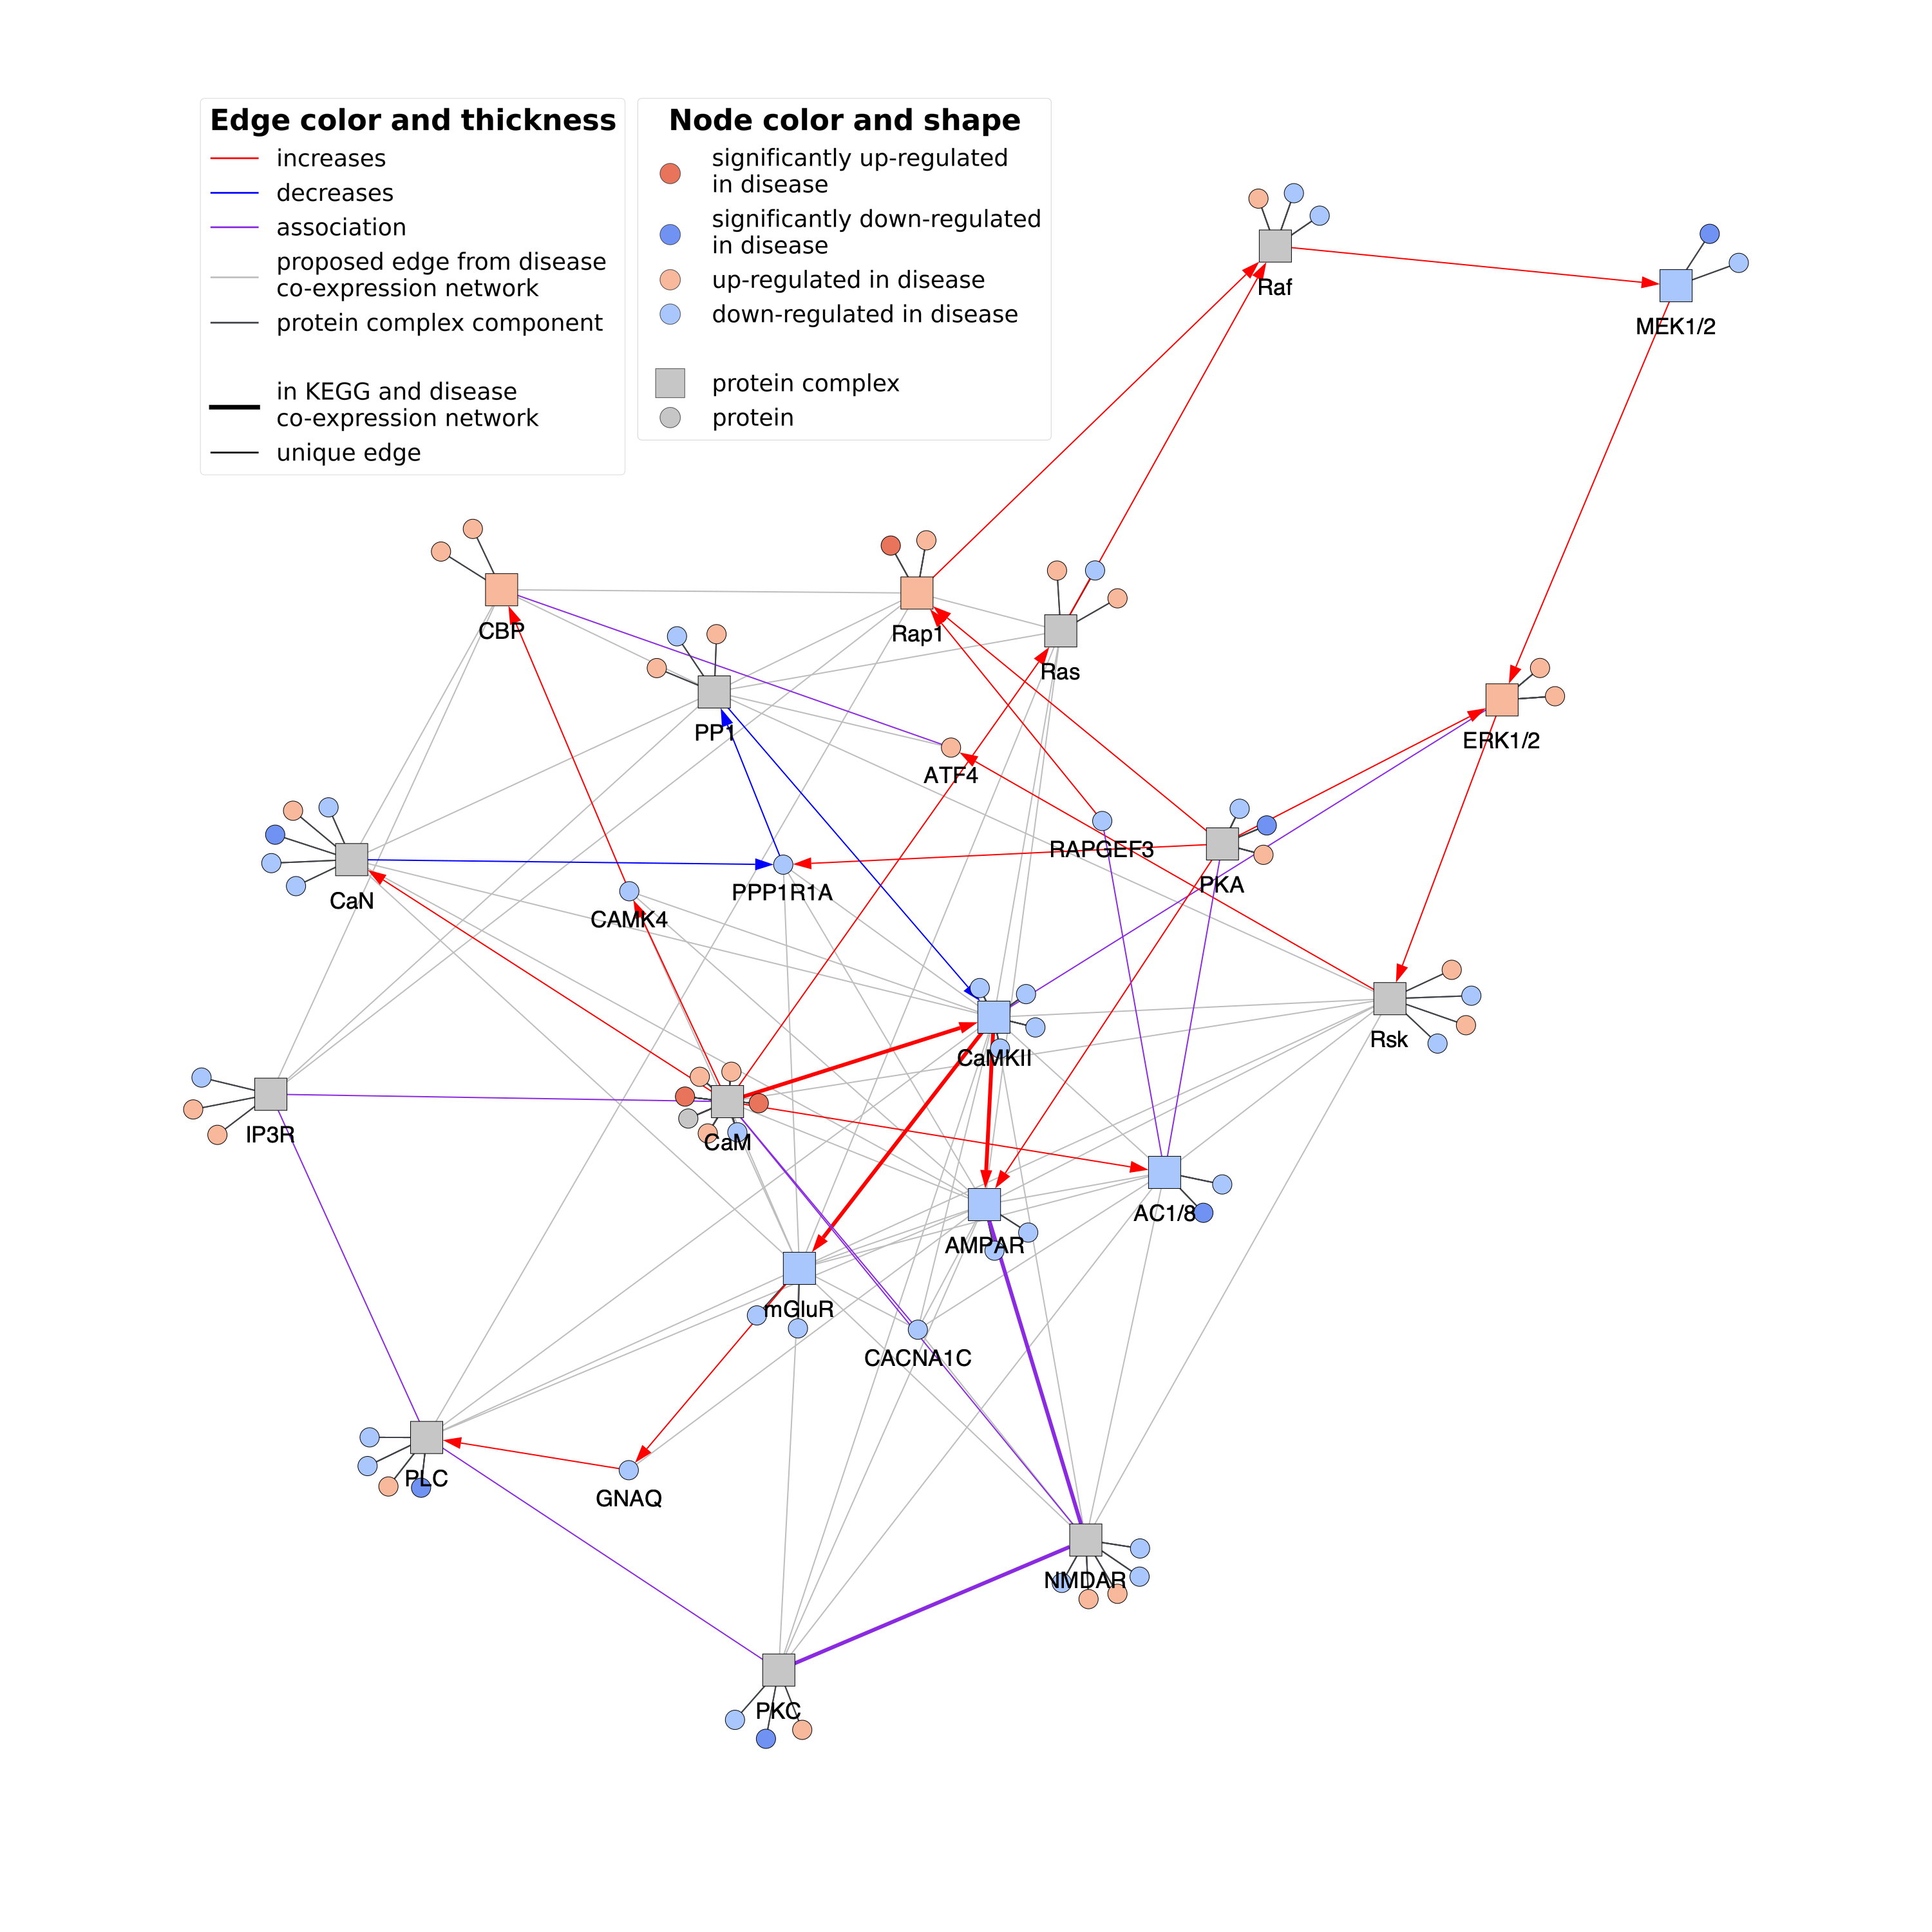 Edge color and thickness
increases
decreases
association
proposed edge from disease
co-expression network
protein complex component
in KEGG and disease
co-expression network
unique edge
Node color and shape
significantly up-regulated
in disease
significantly down-regulated
in disease
up-regulated in disease
down-regulated in disease
protein complex
protein
Raf
MEK1/2
CBP
Rap1
Ras
PP1
ERK1/2
ATF4
RAPGEF3
PKA
CaN
PPP1R1A
CAMK4
Rsk
CaMKII
IP3R
CaM
AC1/8
AMPAR
mGluR
CACNA1C
PLC
GNAQ
NMDAR
PKC